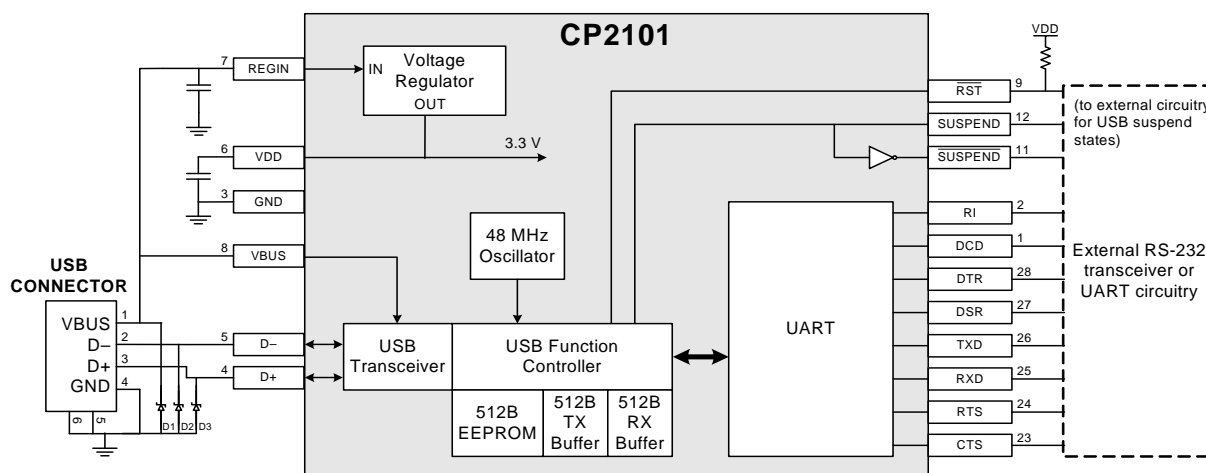 CP2101
7
REGIN
IN
Voltage
Regulator
OUT
6
VDD
3.3 V
3
GND
8
VBUS
48 MHz
Oscillator
USB
CONNECTOR
VBUS
1
D–
2
D+
3
GND
4
6
5
D1
D2
D3
5
D–
4
D+
USB
Transceiver
USB Function
Controller
512B
EEPROM
512B
TX
Buffer
512B
RX
Buffer
UART
VDD
RST
9
SUSPEND
12
SUSPEND
11
RI
2
DCD
1
DTR
28
DSR
27
TXD
26
RXD
25
RTS
24
CTS
23
(to external circuitry
for USB suspend
states)
External RS-232
transceiver or
UART circuitry